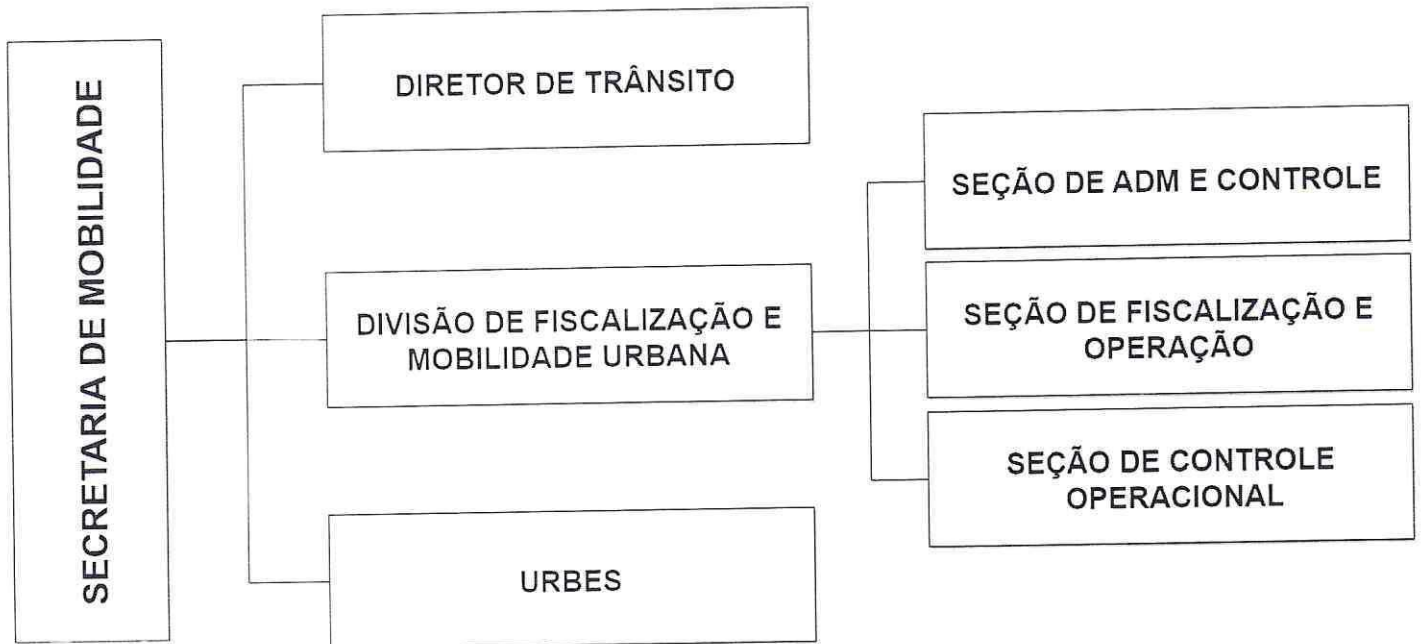 SECRETARIA DE MOBILIDADE
DIRETOR DE TRÂNSITO
DIVISÃO DE FISCALIZAÇÃO E
MOBILIDADE URBANA
URBES
SEÇÃO DE ADM E CONTROLE
SEÇÃO DE FISCALIZAÇÃO E
OPERAÇÃO
SEÇÃO DE CONTROLE
OPERACIONAL